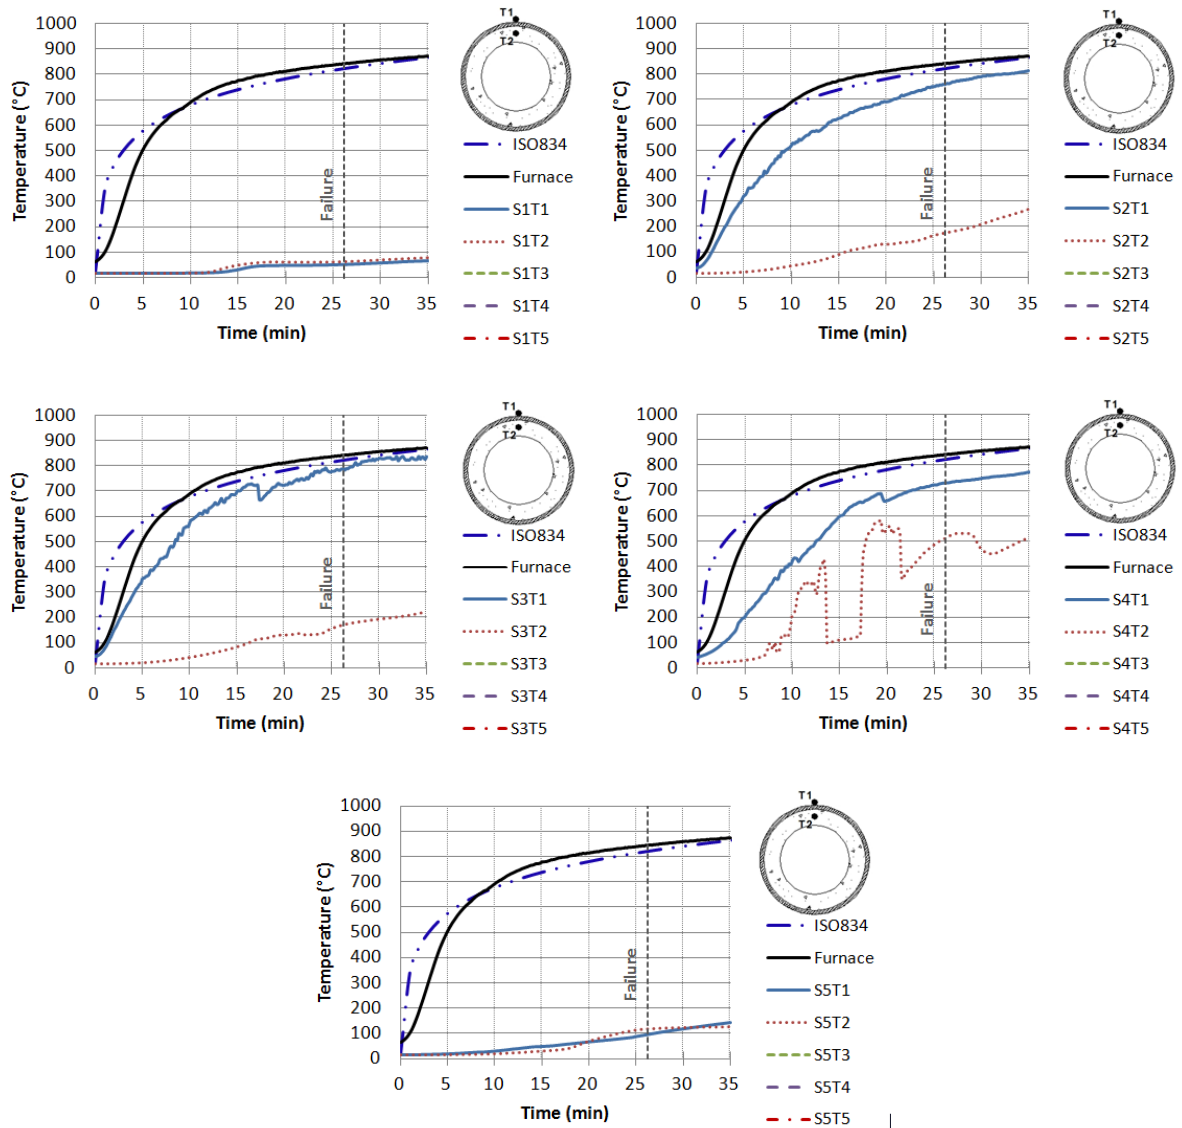 1000
900
800
700
600
500
400
300
200
100
0
Temperature (°C)
0 5 10 15 20 25 30 35
Time (min)
Failure
T1
T2
ISO834
Furnace
S1T1
S1T2
S1T3
S1T4
S1T5
1000
900
800
700
600
500
400
300
200
100
0
Temperature (°C)
0 5 10 15 20 25 30 35
Time (min)
Failure
T1
T2
ISO834
Furnace
S2T1
S2T2
S2T3
S2T4
S2T5
1000
900
800
700
600
500
400
300
200
100
0
Temperature (°C)
0 5 10 15 20 25 30 35
Time (min)
Failure
T1
T2
ISO834
Furnace
S3T1
S3T2
S3T3
S3T4
S3T5
1000
900
800
700
600
500
400
300
200
100
0
Temperature (°C)
0 5 10 15 20 25 30 35
Time (min)
Failure
T1
T2
ISO834
Furnace
S4T1
S4T2
S4T3
S4T4
S4T5
1000
900
800
700
600
500
400
300
200
100
0
Temperature (°C)
0 5 10 15 20 25 30 35
Time (min)
Failure
T1
T2
ISO834
Furnace
S5T1
S5T2
S5T3
S5T4
S5T5